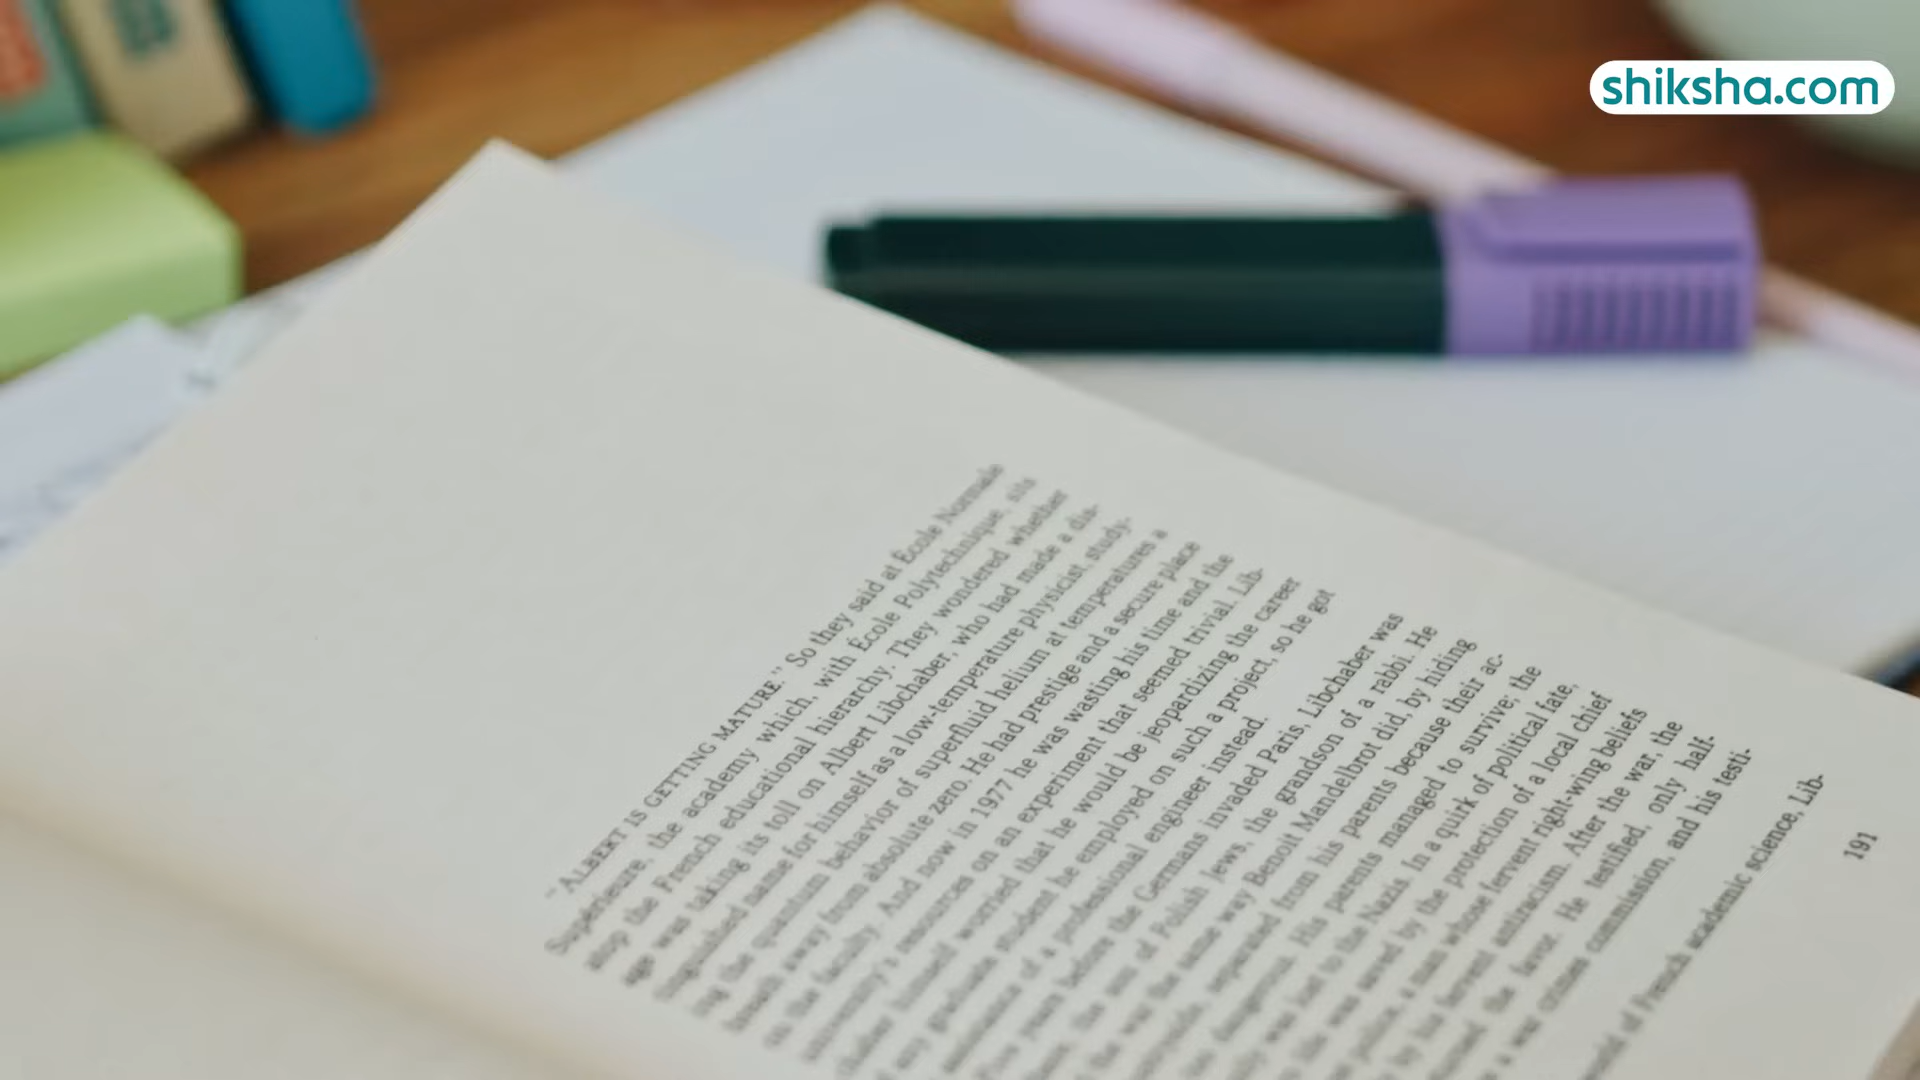 shiksha.com
"ALBERT IS GETTING MATURE." So they said at École Normale
Supérieure, the academy which, with École Polytechnique, sits
atop the French educational hierarchy. They wondered whether
age was taking its toll on Albert Libchaber, who had made a dis-
tinguished name for himself as a low-temperature physicist, study-
ing the quantum behavior of superfluid helium at temperatures a
breath away from absolute zero. He had prestige and a secure place
on the faculty. And now in 1977 he was wasting his time and the
university's resources on an experiment that seemed trivial. Lib-
chaber himself worried that he would be jeopardizing the career
of any graduate student he employed on such a project, so he got
assistance of a professional engineer instead.
Five years before the Germans invaded Paris, Libchaber was
the son of Polish Jews, the grandson of a rabbi. He
the war the same way Benoit Mandelbrot did, by hiding
separated from his parents because their ac-
too dangerous. His parents managed to survive; the
was lost to the Nazis. In a quirk of political fate,
life was saved by the protection of a local chief
police, a man whose fervent right-wing beliefs
by his fervent antiracism. After the war, the
the favor. He testified, only half-
a war crimes commission, and his testi-
world of French academic science, Lib-
191